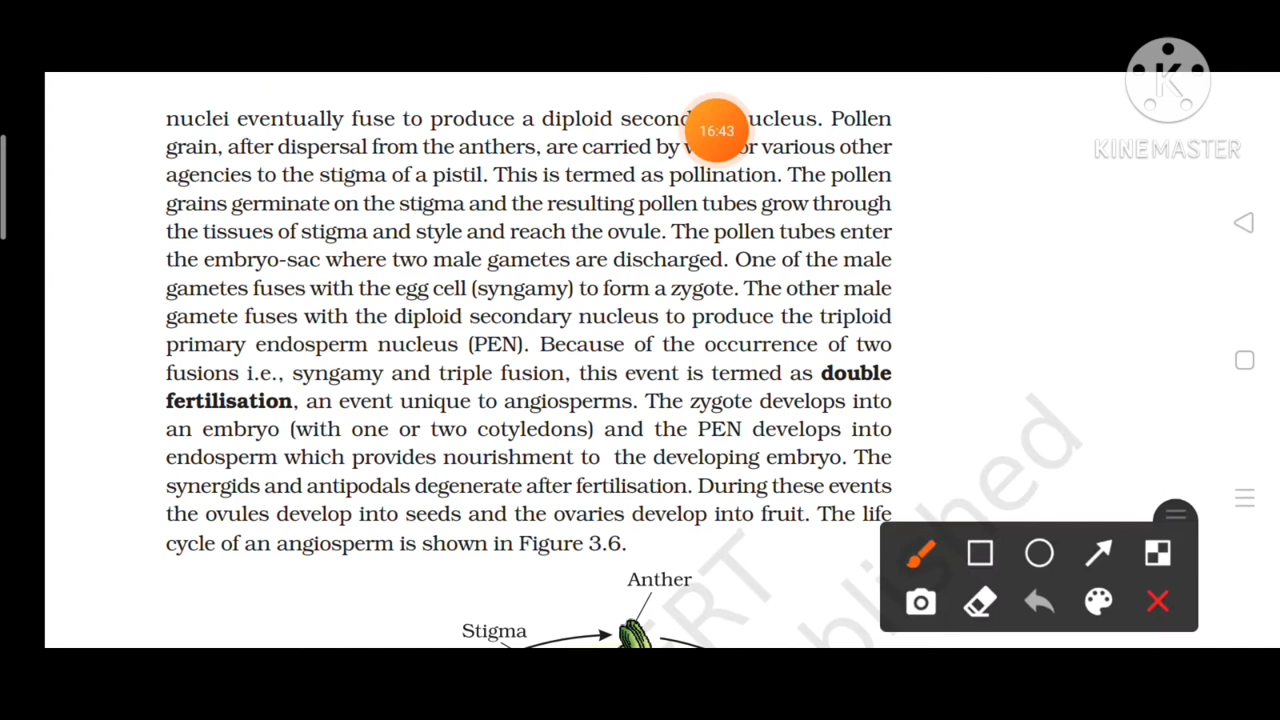 nuclei eventually fuse to produce a diploid second ucleus. Pollen
16:43
grain, after dispersal from the anthers, are carried by or various other
agencies to the stigma of a pistil. This is termed as pollination. The pollen
grains germinate on the stigma and the resulting pollen tubes grow through
the tissues of stigma and style and reach the ovule. The pollen tubes enter
the embryo-sac where two male gametes are discharged. One of the male
gametes fuses with the egg cell (syngamy) to form a zygote. The other male
gamete fuses with the diploid secondary nucleus to produce the triploid
primary endosperm nucleus (PEN). Because of the occurrence of two
fusions i.e., syngamy and triple fusion, this event is termed as double
fertilisation, an event unique to angiosperms. The zygote develops into
an embryo (with one or two cotyledons) and the PEN develops into
endosperm which provides nourishment to the developing embryo. The
synergids and antipodals degenerate after fertilisation. During these events
the ovules develop into seeds and the ovaries develop into fruit. The life
cycle of an angiosperm is shown in Figure 3.6.
Anther
Stigma
K
KINEMASTER